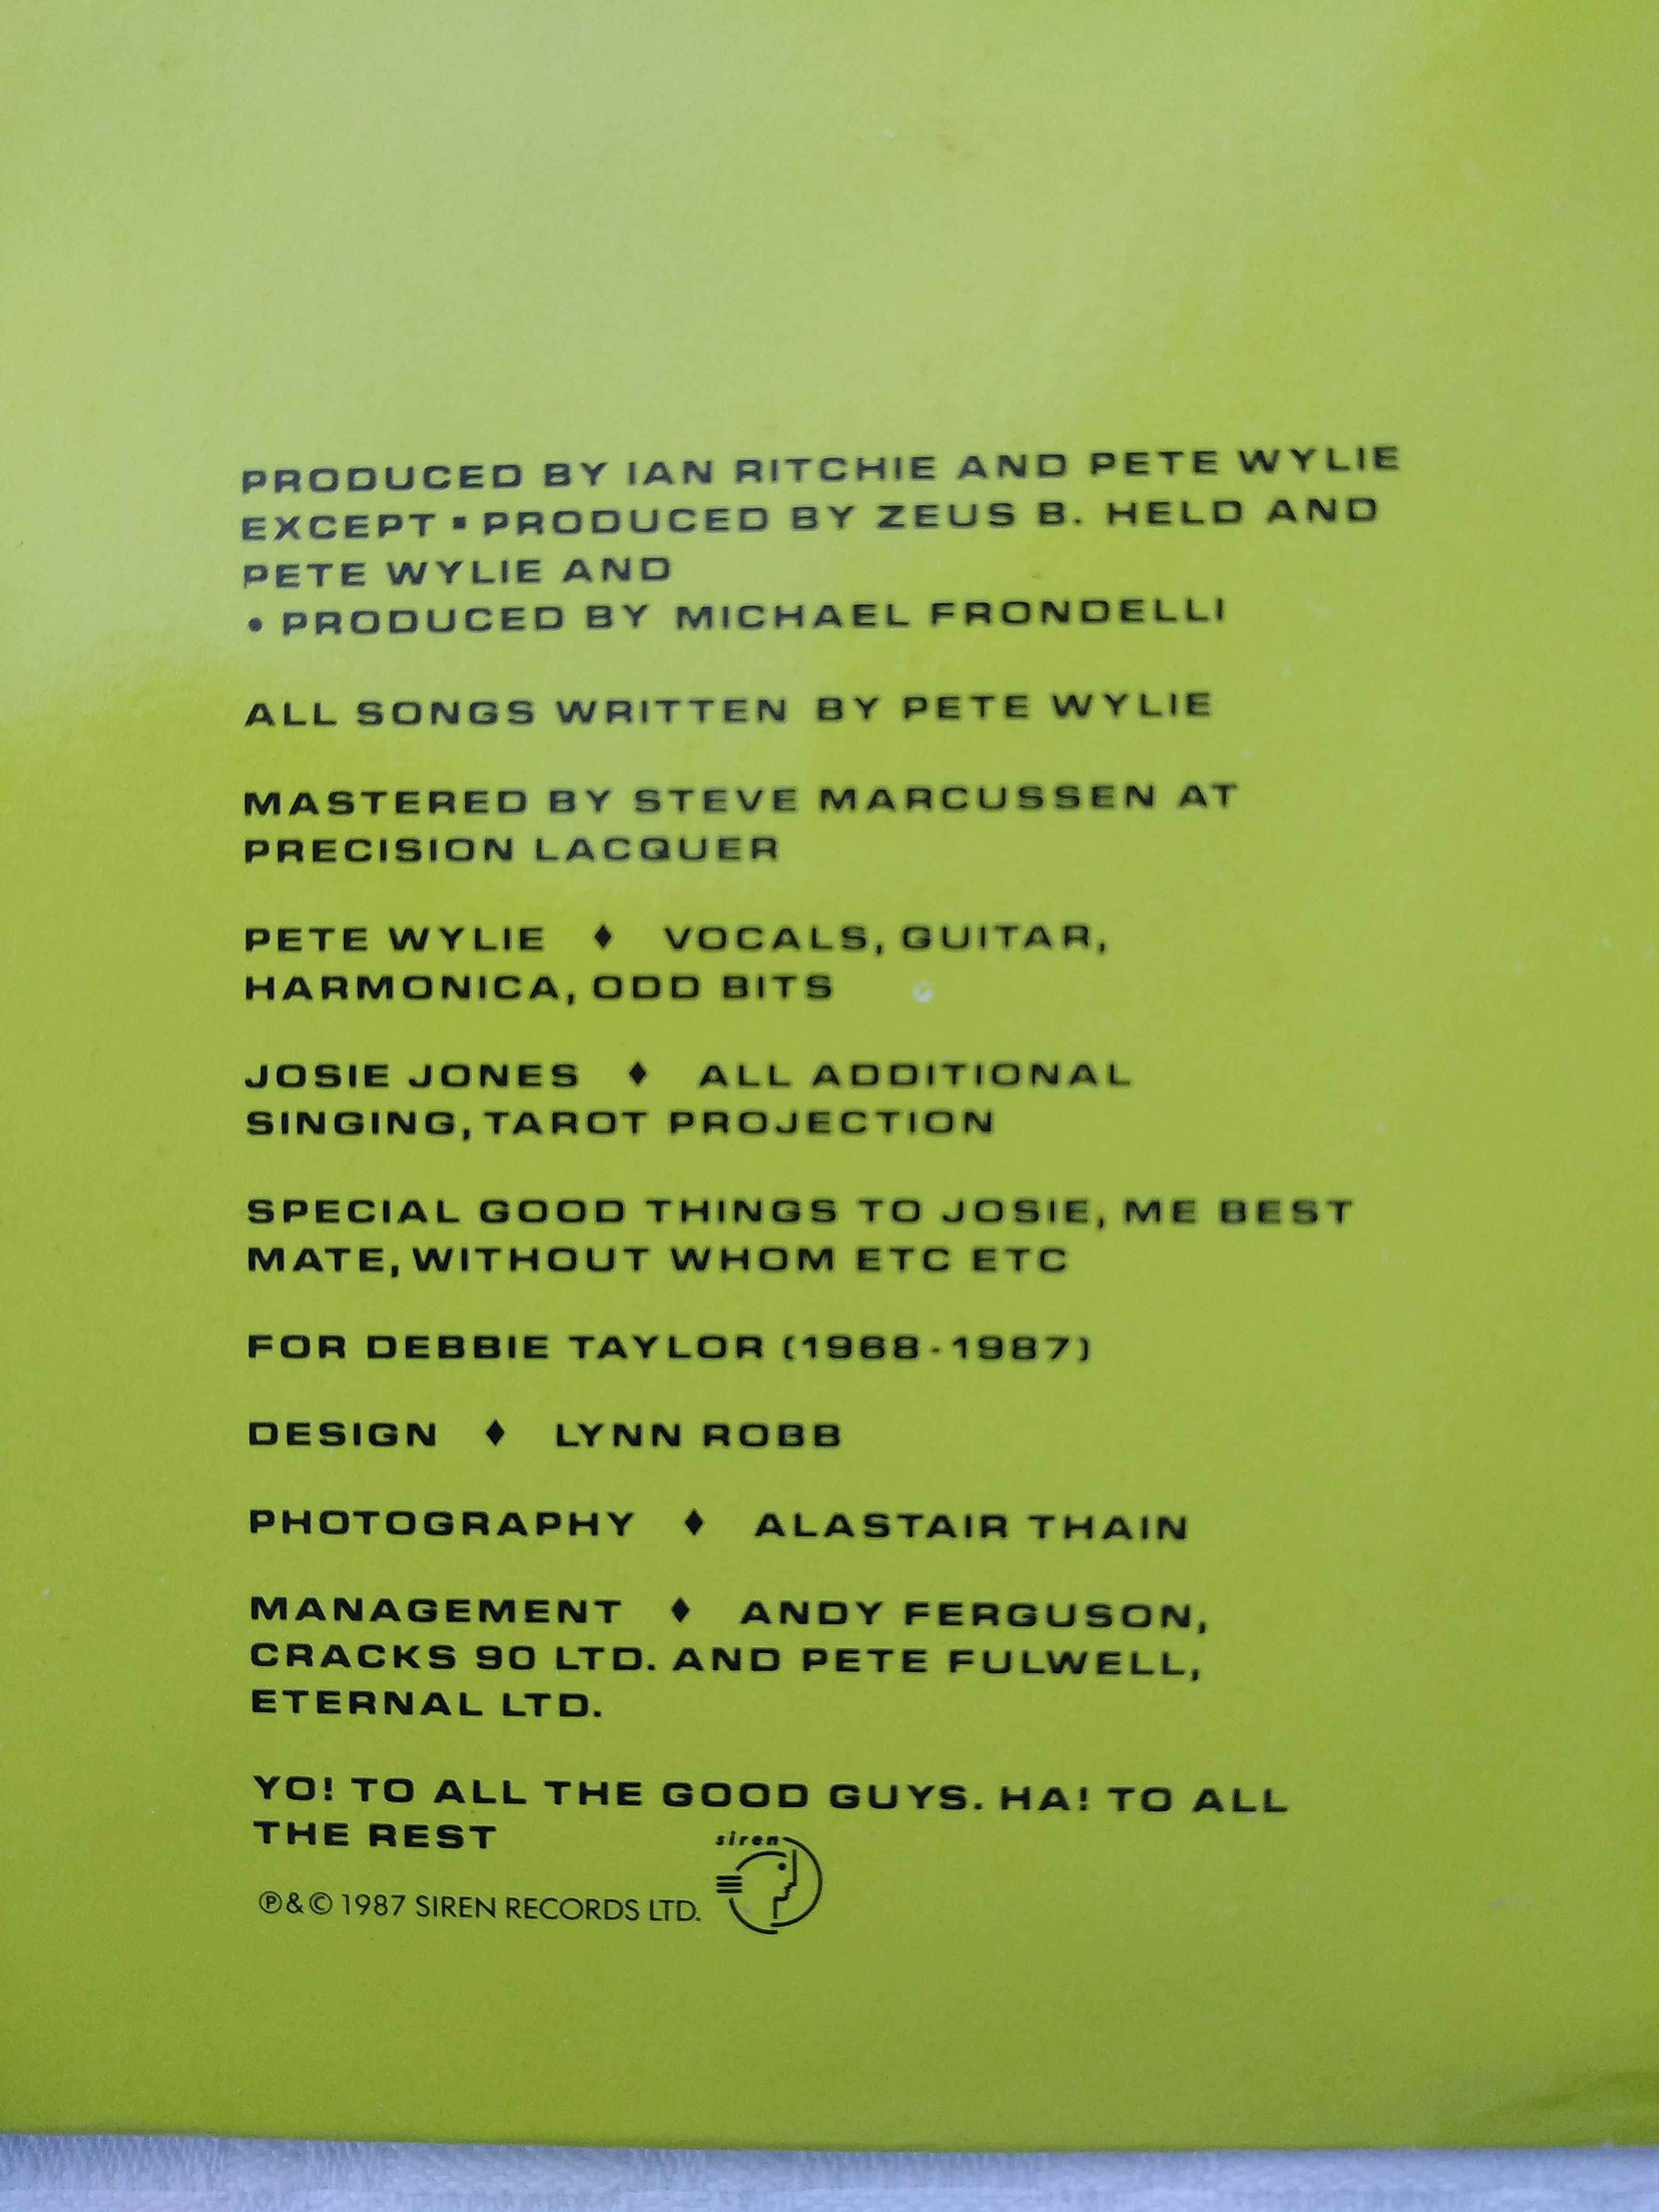 PRODUCED BY IAN RITCHIE AND PETE WYLIE
EXCEPT ▪ PRODUCED BY ZEUS B. HELD AND
PETE WYLIE AND
• PRODUCED BY MICHAEL FRONDELLI
ALL SONGS WRITTEN BY PETE WYLIE
MASTERED BY STEVE MARCUSSEN AT
PRECISION LACQUER
PETE WYLIE ♦ VOCALS, GUITAR,
HARMONICA, ODD BITS
JOSIE JONES ♦ ALL ADDITIONAL
SINGING, TAROT PROJECTION
SPECIAL GOOD THINGS TO JOSIE, ME BEST
MATE, WITHOUT WHOM ETC ETC
FOR DEBBIE TAYLOR (1968-1987)
DESIGN ♦ LYNN ROBB
PHOTOGRAPHY ♦ ALASTAIR THAIN
MANAGEMENT ♦ ANDY FERGUSON,
CRACKS 90 LTD. AND PETE FULWELL,
ETERNAL LTD.
YO! TO ALL THE GOOD GUYS. HA! TO ALL
THE REST
siren
℗&© 1987 SIREN RECORDS LTD.